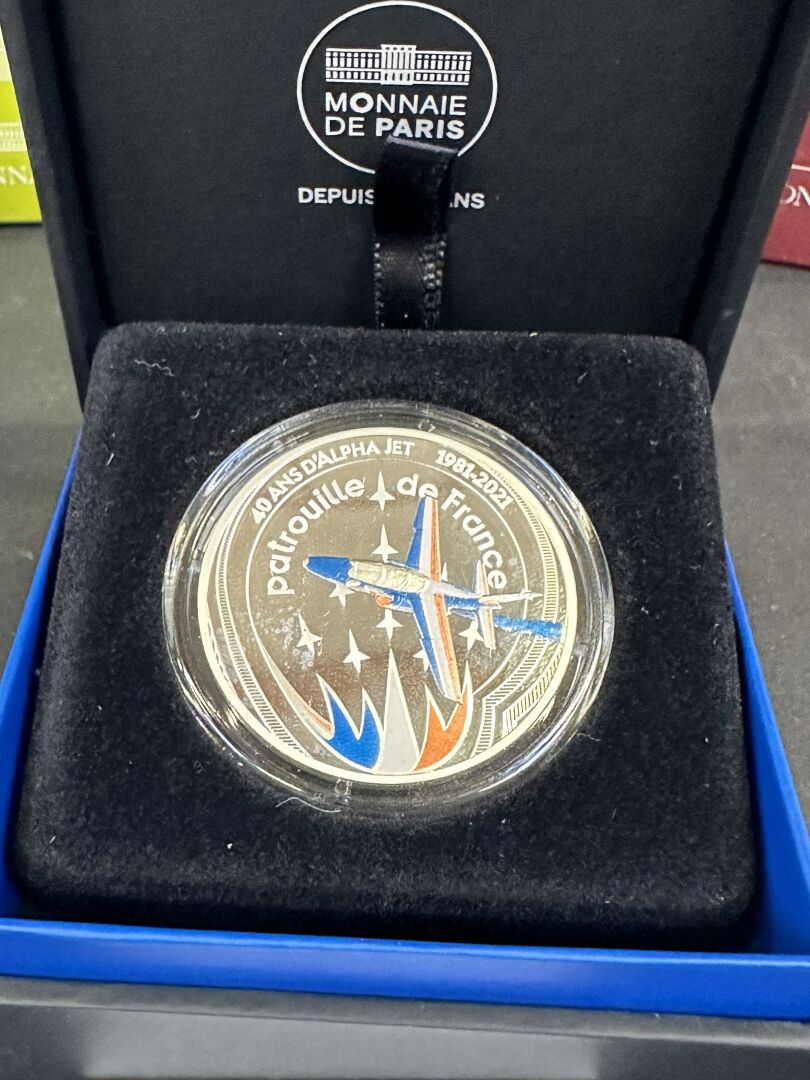 MONNAIE
DE PARIS
DEPUIS ANS
40 ANS D'ALPHA JET 1981-2021
Patrouille de France